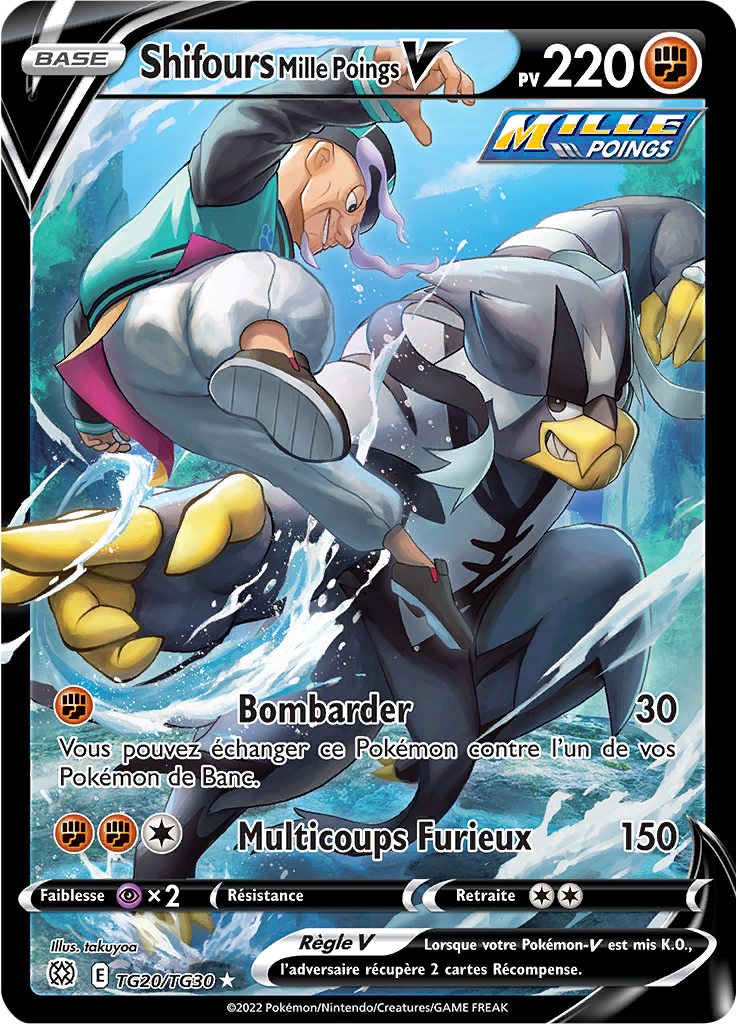 BASE Shifours Mille Poings V PV 220
MILLE
POINGS
Bombarder 30
Vous pouvez échanger ce Pokémon contre l'un de vos
Pokémon de Banc.
Multicoups Furieux 150
Faiblesse ×2 Résistance Retraite
Illus. takuyoa
Règle V Lorsque votre Pokémon-V est mis K.O.,
l'adversaire récupère 2 cartes Récompense.
E TG20/TG30
©2022 Pokémon/Nintendo/Creatures/GAME FREAK